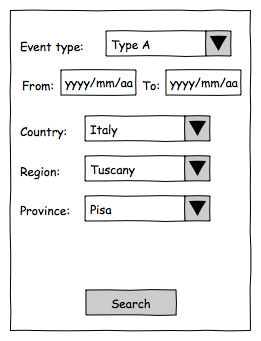 Event type: Type A
From: yyyy/mm/aa To: yyyy/mm/aa
Country: Italy
Region: Tuscany
Province: Pisa
Search